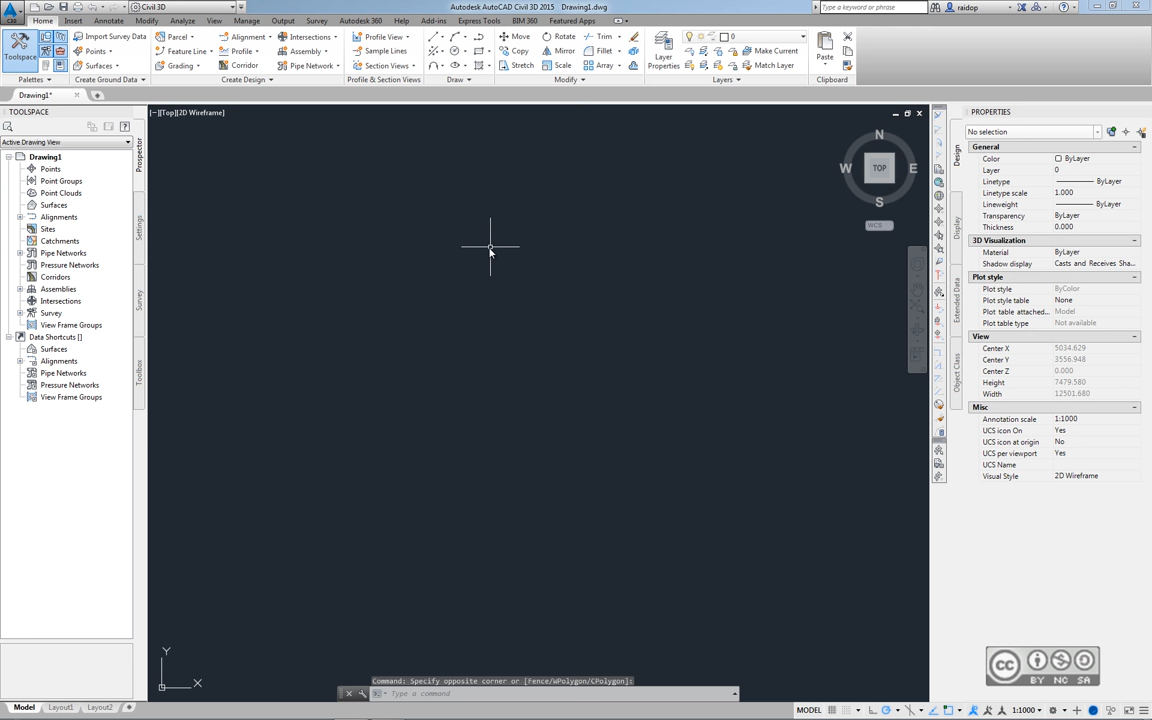 Civil 3D
Autodesk AutoCAD Civil 3D 2015 Drawing1.dwg
Type a keyword or phrase
raidop
Home Insert Annotate Modify Analyze View Manage Output Survey Autodesk 360 Help Add-ins Express Tools BIM 360 Featured Apps
Toolspace
Import Survey Data
Points
Surfaces
Parcel
Feature Line
Grading
Alignment
Profile
Corridor
Intersections
Assembly
Pipe Network
Profile View
Sample Lines
Section Views
Move
Copy
Stretch
Rotate
Mirror
Scale
Trim
Fillet
Array
Layer
Properties
0
Make Current
Match Layer
Paste
Palettes Create Ground Data Create Design Profile & Section Views Draw Modify Layers Clipboard
Drawing1*
TOOLSPACE
Active Drawing View
Drawing1
Points
Point Groups
Point Clouds
Surfaces
Alignments
Sites
Catchments
Pipe Networks
Pressure Networks
Corridors
Assemblies
Intersections
Survey
View Frame Groups
Data Shortcuts []
Surfaces
Alignments
Pipe Networks
Pressure Networks
View Frame Groups
Prospector
Settings
Survey
Toolbox
[−][Top][2D Wireframe]
N
W TOP E
S
WCS
Y
X
Command: Specify opposite corner or [Fence/WPolygon/CPolygon]:
Type a command
Design
Display
Extended Data
Object Class
PROPERTIES
No selection
General
Color ByLayer
Layer 0
Linetype ByLayer
Linetype scale 1.000
Lineweight ByLayer
Transparency ByLayer
Thickness 0.000
3D Visualization
Material ByLayer
Shadow display Casts and Receives Sha...
Plot style
Plot style ByColor
Plot style table None
Plot table attached... Model
Plot table type Not available
View
Center X 5034.629
Center Y 3556.948
Center Z 0.000
Height 7479.580
Width 12501.680
Misc
Annotation scale 1:1000
UCS icon On Yes
UCS icon at origin No
UCS per viewport Yes
UCS Name
Visual Style 2D Wireframe
cc
BY NC SA
Model Layout1 Layout2
MODEL
1:1000